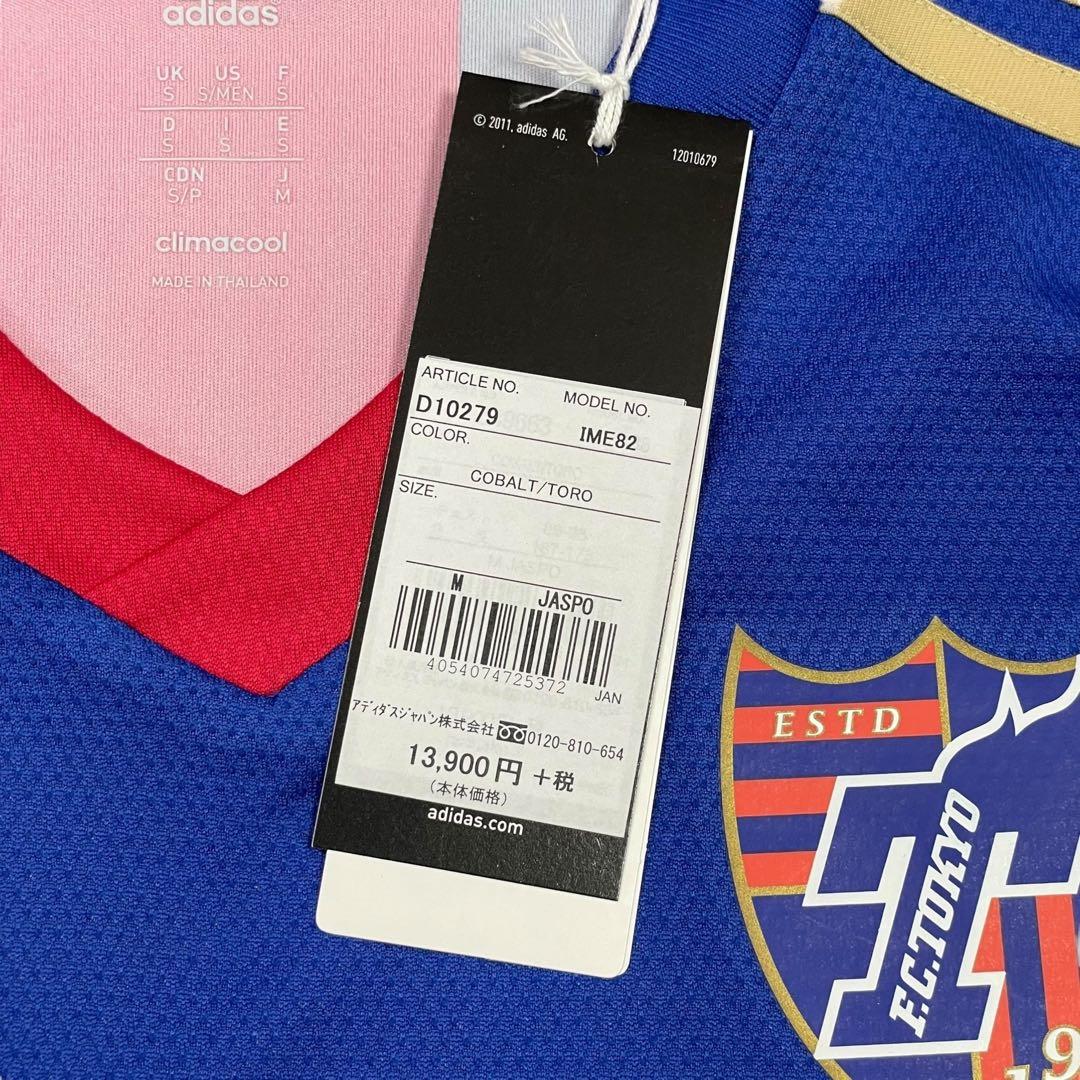 adidas
UK US F
S S/MEN S
D I E
S S S
CDN J
S/P M
climacool
MADE IN THAILAND
© 2011, adidas AG.
12010679
ARTICLE NO. MODEL NO.
D10279 IME82
COLOR.
COBALT/TORO
SIZE.
M JASPO
4054074725372 JAN
アディダスジャパン株式会社 0120-810-654
13,900円 +税
(本体価格)
adidas.com
ESTD
F.C.TOKYO
19